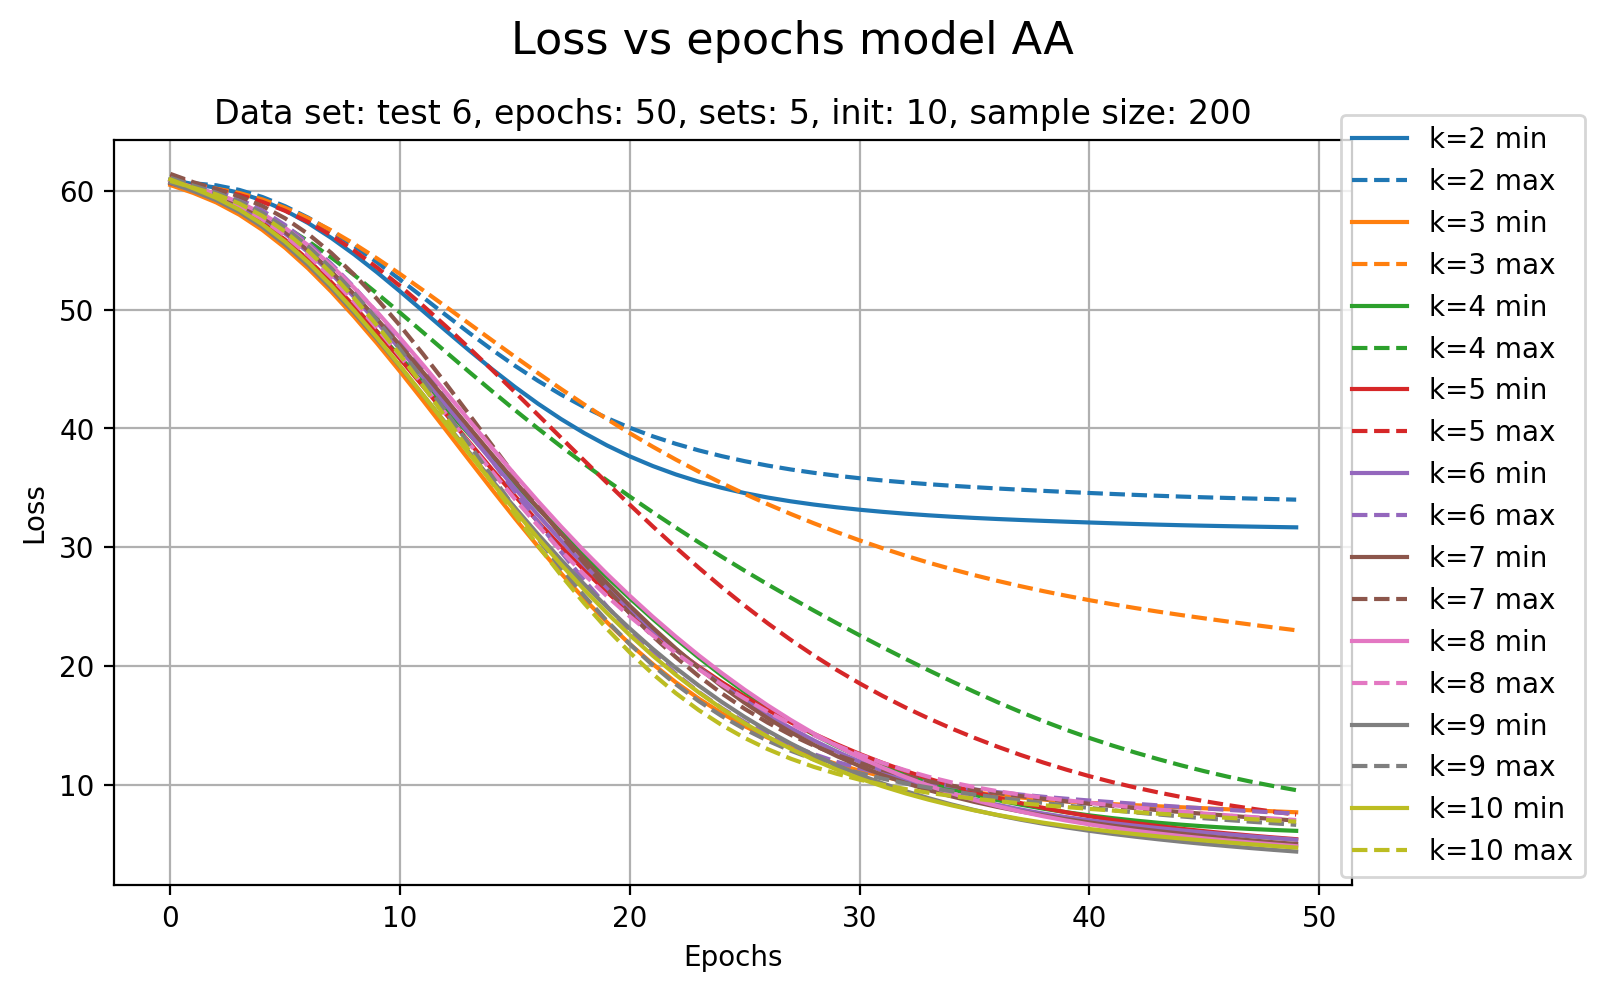 Loss vs epochs model AA
Data set: test 6, epochs: 50, sets: 5, init: 10, sample size: 200
Loss
60
50
40
30
20
10
0 10 20 30 40 50
Epochs
k=2 min
k=2 max
k=3 min
k=3 max
k=4 min
k=4 max
k=5 min
k=5 max
k=6 min
k=6 max
k=7 min
k=7 max
k=8 min
k=8 max
k=9 min
k=9 max
k=10 min
k=10 max